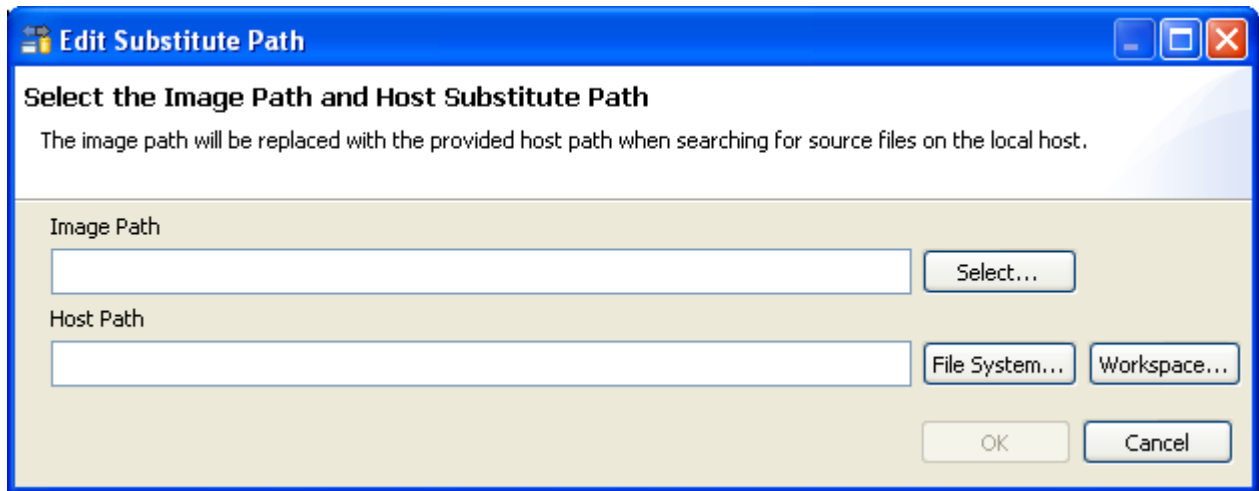 Edit Substitute Path
Select the Image Path and Host Substitute Path
The image path will be replaced with the provided host path when searching for source files on the local host.
Image Path
Select...
Host Path
File System... Workspace...
OK Cancel